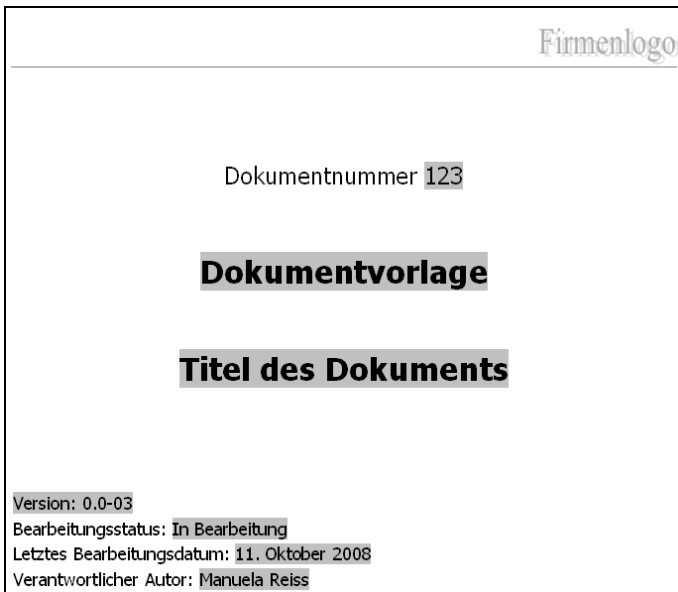 Firmenlogo
Dokumentnummer 123
Dokumentvorlage
Titel des Dokuments
Version: 0.0-03
Bearbeitungsstatus: In Bearbeitung
Letztes Bearbeitungsdatum: 11. Oktober 2008
Verantwortlicher Autor: Manuela Reiss